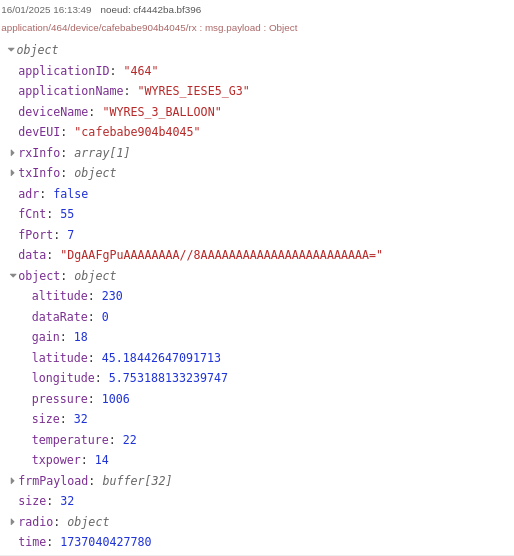 16/01/2025 16:13:49 noeud: cf4442ba.bf396
application/464/device/cafebabe904b4045/rx : msg.payload : Object
object
applicationID: "464"
applicationName: "WYRES_IESE5_G3"
deviceName: "WYRES_3_BALLOON"
devEUI: "cafebabe904b4045"
rxInfo: array[1]
txInfo: object
adr: false
fCnt: 55
fPort: 7
data: "DgAAFgPuAAAAAAAA//8AAAAAAAAAAAAAAAAAAAAAAAA="
object: object
altitude: 230
dataRate: 0
gain: 18
latitude: 45.18442647091713
longitude: 5.753188133239747
pressure: 1006
size: 32
temperature: 22
txpower: 14
frmPayload: buffer[32]
size: 32
radio: object
time: 1737040427780